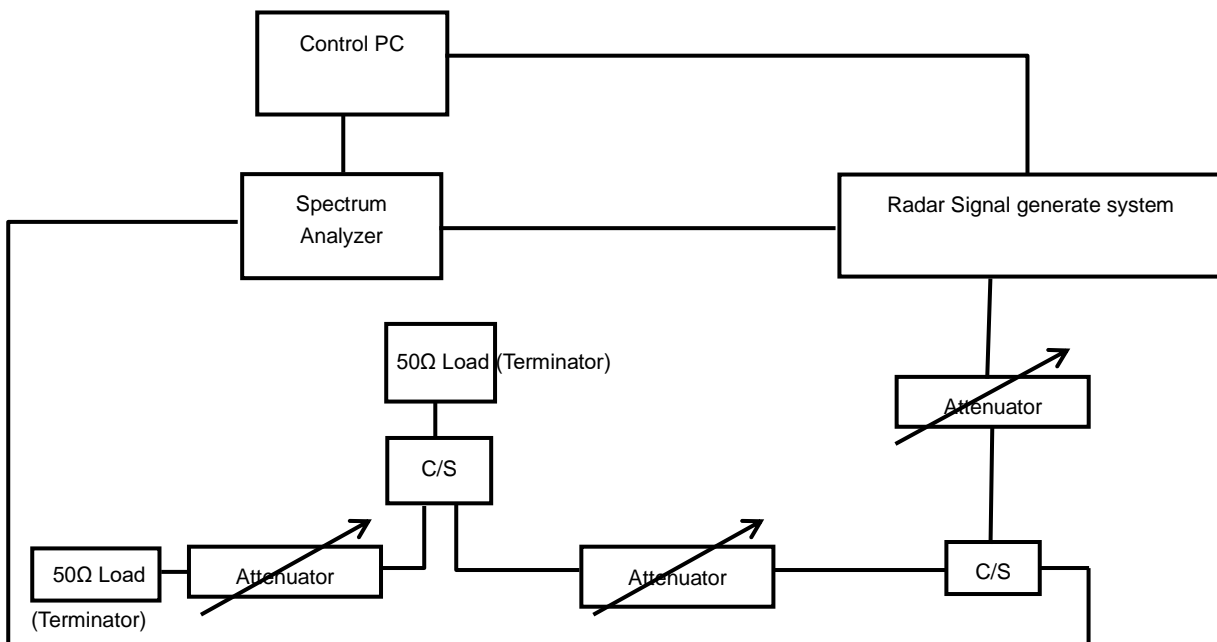 Control PC
Spectrum
Analyzer
Radar Signal generate system
50Ω Load (Terminator)
Attenuator
C/S
50Ω Load
(Terminator)
Attenuator
Attenuator
C/S